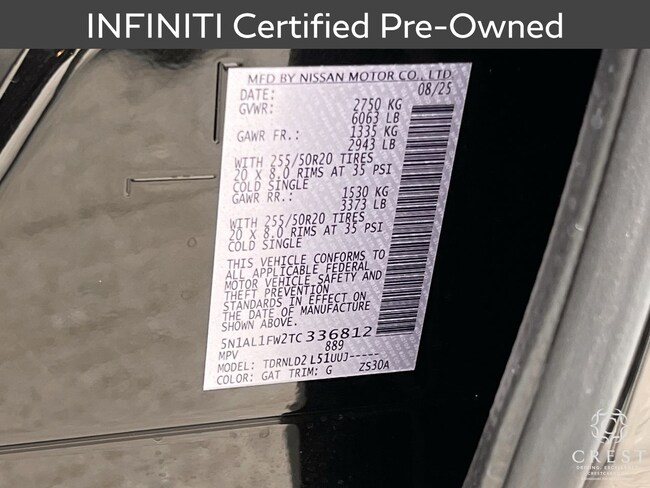 INFINITI Certified Pre-Owned
MFD BY NISSAN MOTOR CO., LTD.
DATE: 08/25
GVWR: 2750 KG
6063 LB
GAWR FR.: 1335 KG
2943 LB
WITH 255/50R20 TIRES
20 X 8.0 RIMS AT 35 PSI
COLD SINGLE
GAWR RR.: 1530 KG
3373 LB
WITH 255/50R20 TIRES
20 X 8.0 RIMS AT 35 PSI
COLD SINGLE
THIS VEHICLE CONFORMS TO
ALL APPLICABLE FEDERAL
MOTOR VEHICLE SAFETY AND
THEFT PREVENTION
STANDARDS IN EFFECT ON
THE DATE OF MANUFACTURE
SHOWN ABOVE.
5N1AL1FW2TC336812
MPV 889
MODEL: TDRNLD2 L51UUJ-----
COLOR: GAT TRIM: G ZS30A
CREST